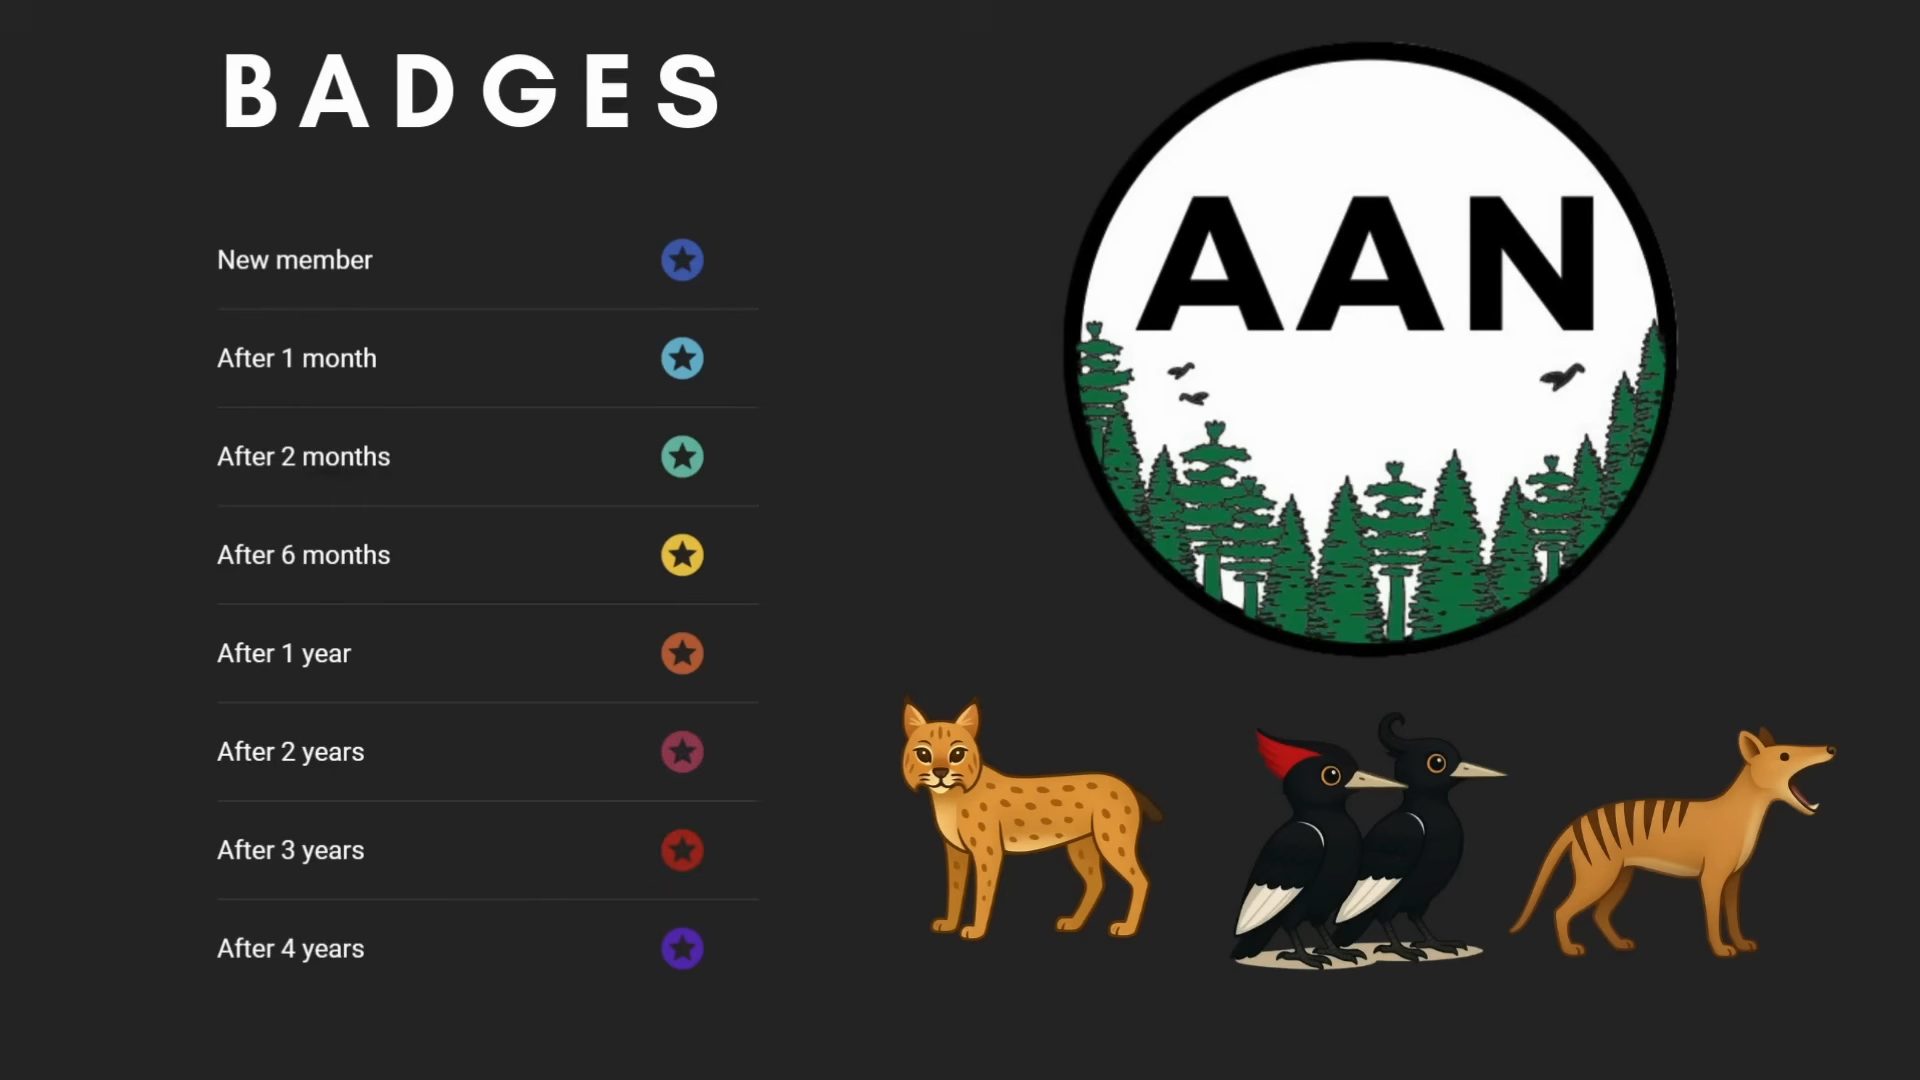 BADGES
New member
After 1 month
After 2 months
After 6 months
After 1 year
After 2 years
After 3 years
After 4 years
AAN